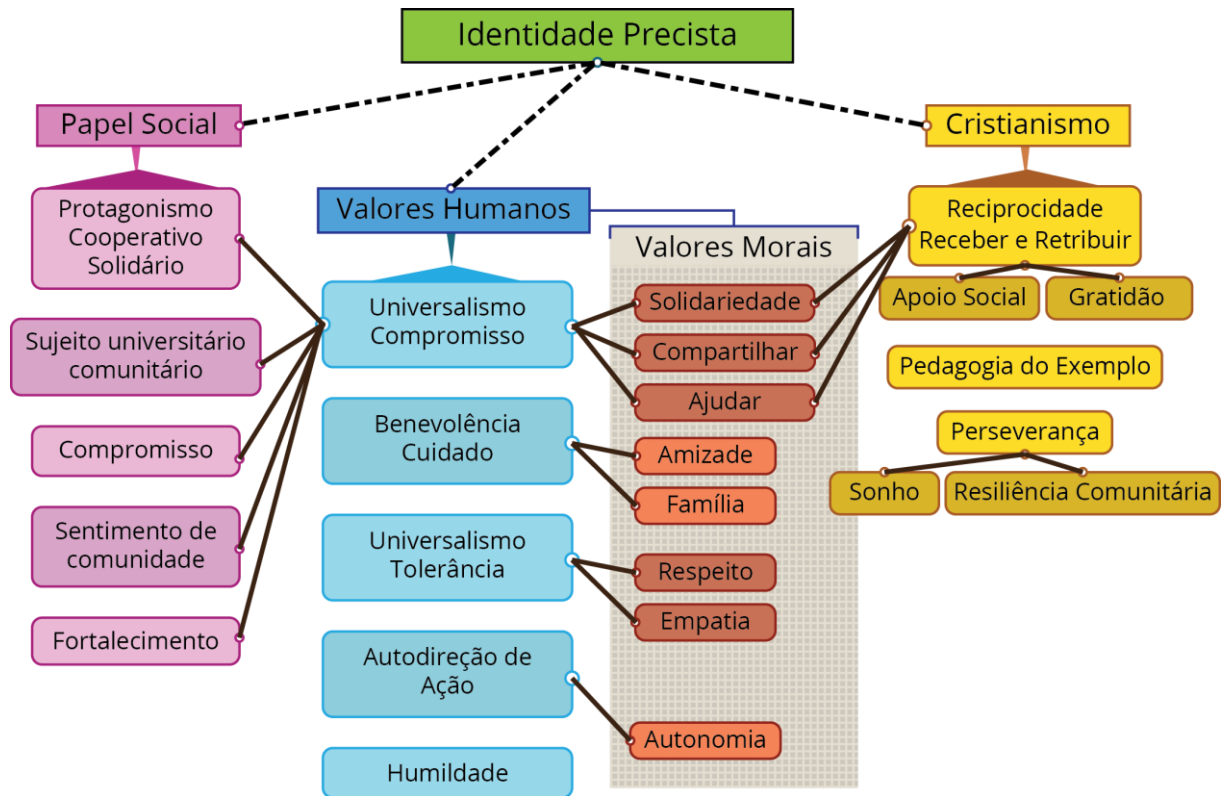 Identidade Precista
Papel Social
Protagonismo
Cooperativo
Solidário
Sujeito universitário
comunitário
Compromisso
Sentimento de
comunidade
Fortalecimento
Valores Humanos
Universalismo
Compromisso
Benevolência
Cuidado
Universalismo
Tolerância
Autodireção de
Ação
Humildade
Valores Morais
Solidariedade
Compartilhar
Ajudar
Amizade
Família
Respeito
Empatia
Autonomia
Cristianismo
Reciprocidade
Receber e Retribuir
Apoio Social
Gratidão
Pedagogia do Exemplo
Perseverança
Sonho
Resiliência Comunitária